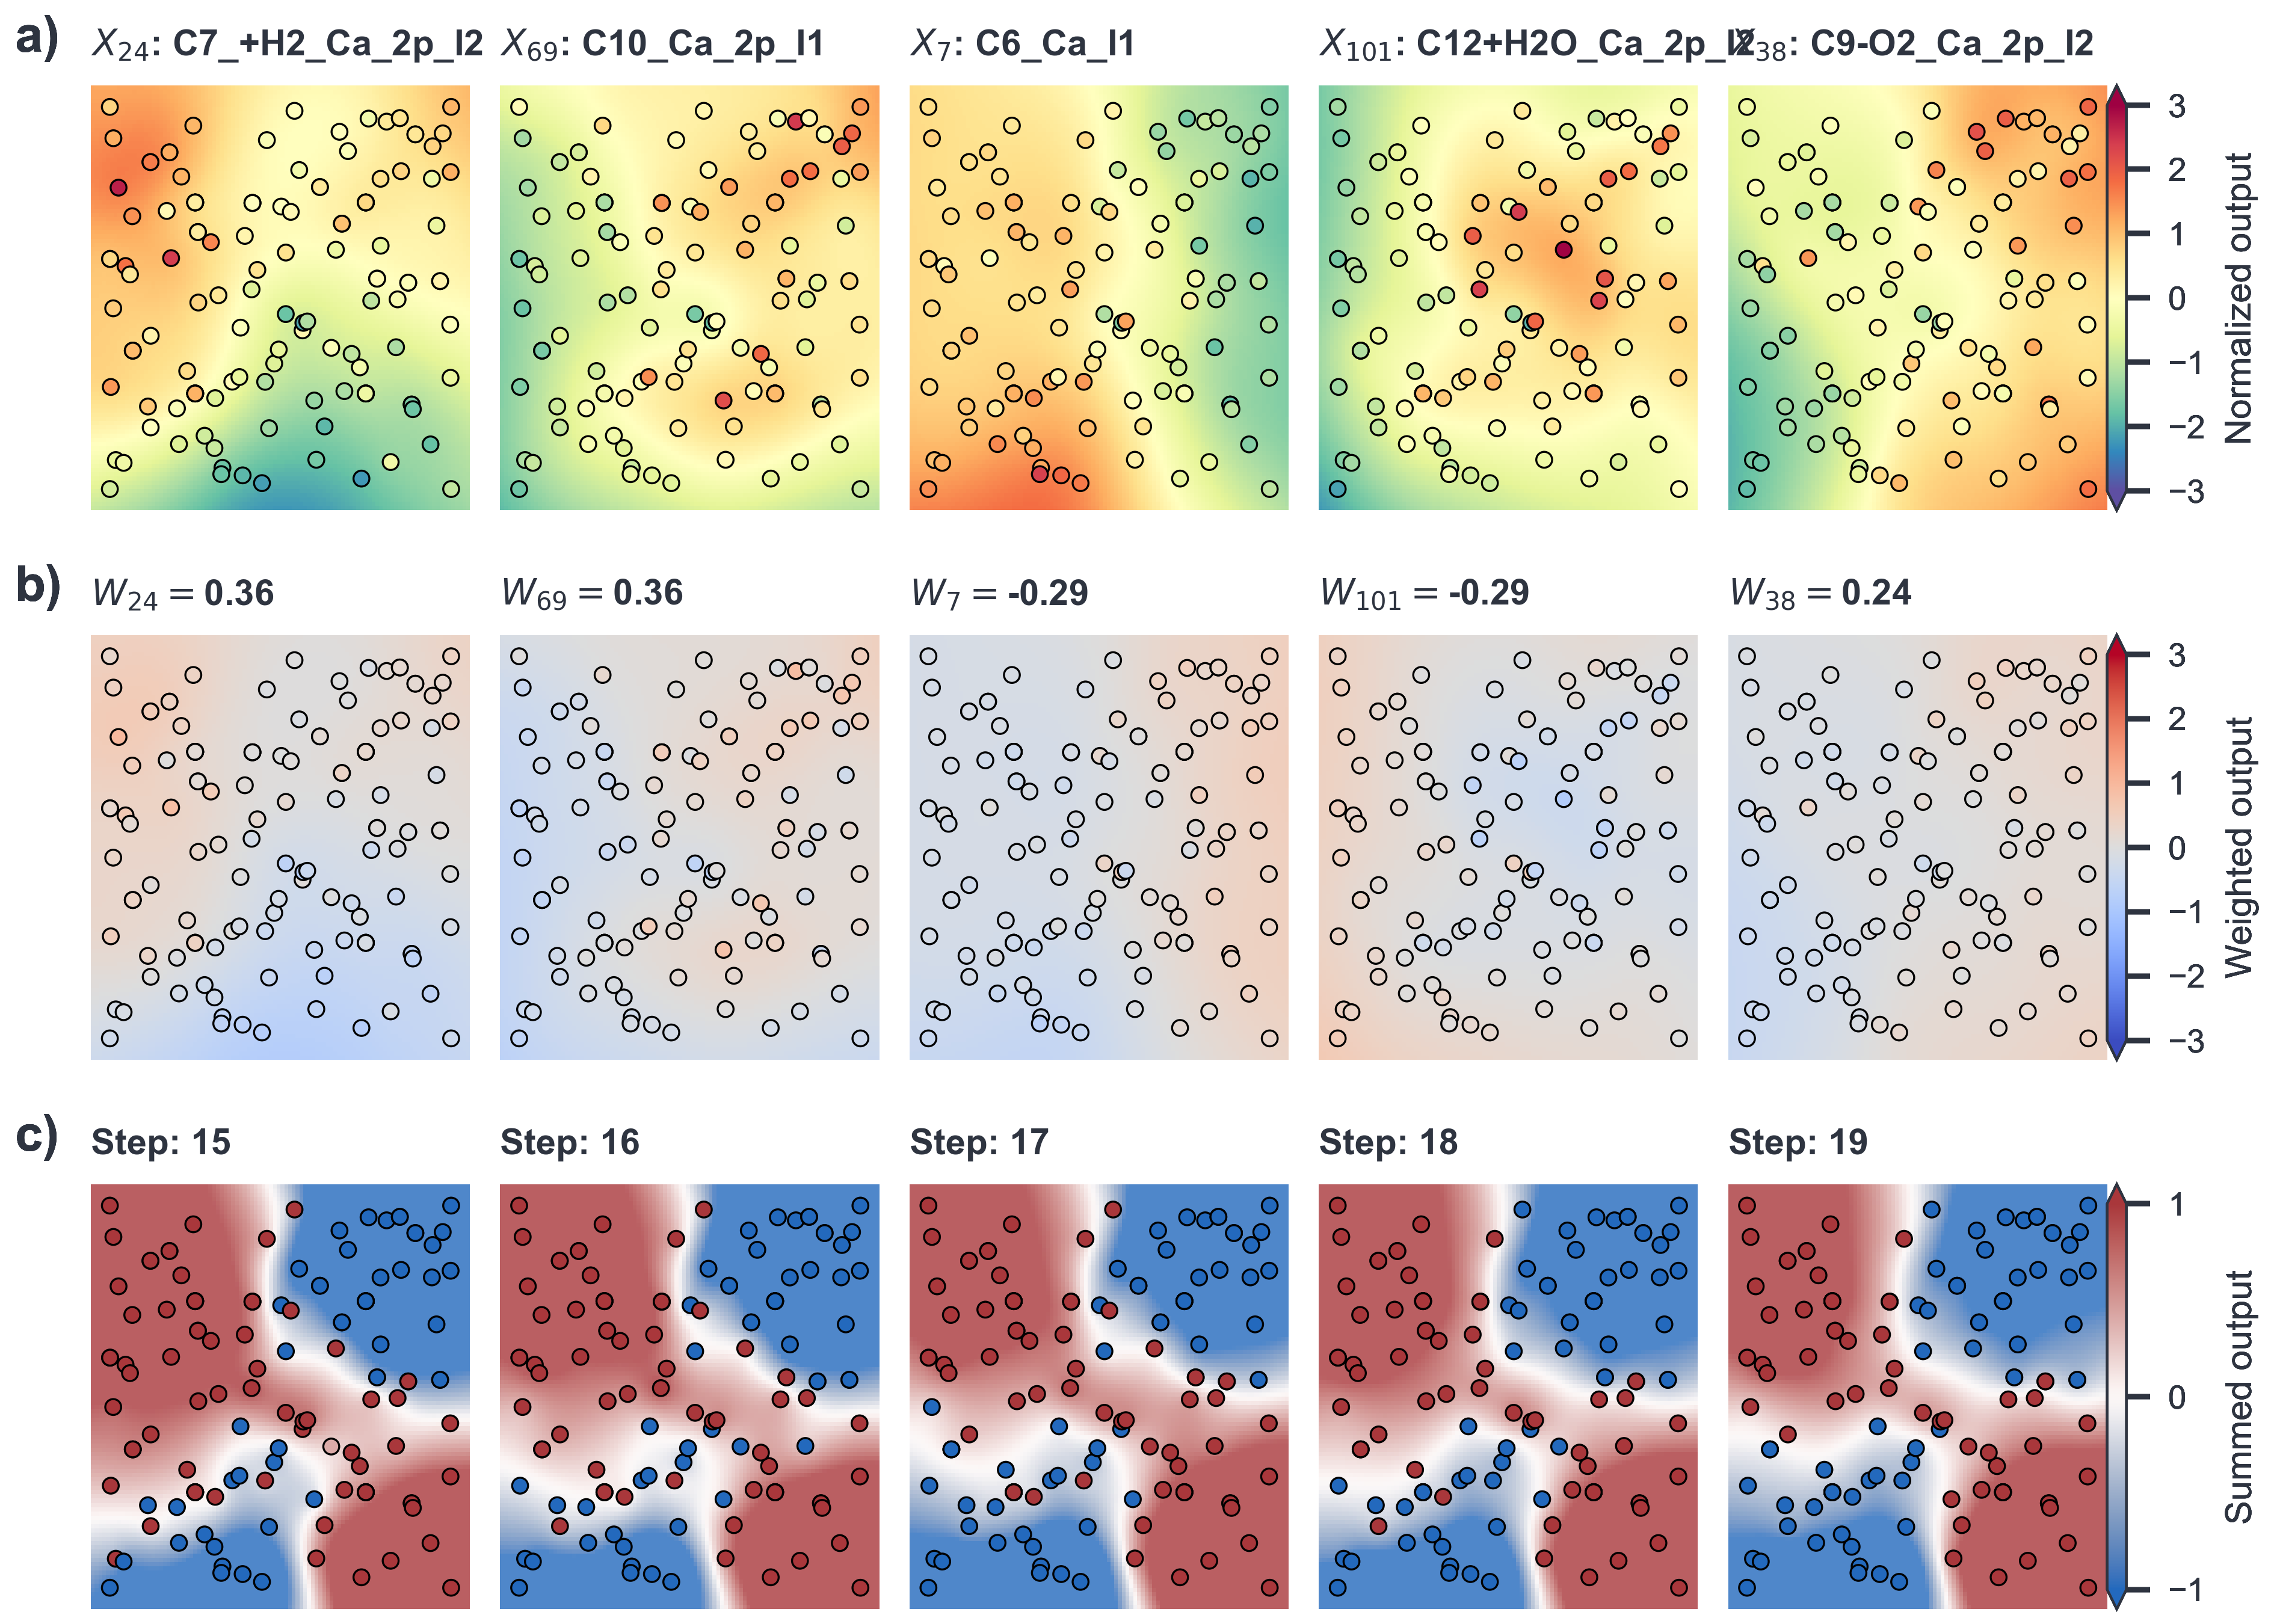 a)
X24: C7_+H2_Ca_2p_I2 X69: C10_Ca_2p_I1 X7: C6_Ca_I1 X101: C12+H2O_Ca_2p_I2 X38: C9-O2_Ca_2p_I2
3
2
1
0
−1
−2
−3
Normalized output
b)
W24 = 0.36 W69 = 0.36 W7 = -0.29 W101 = -0.29 W38 = 0.24
3
2
1
0
−1
−2
−3
Weighted output
c)
Step: 15 Step: 16 Step: 17 Step: 18 Step: 19
1
0
−1
Summed output